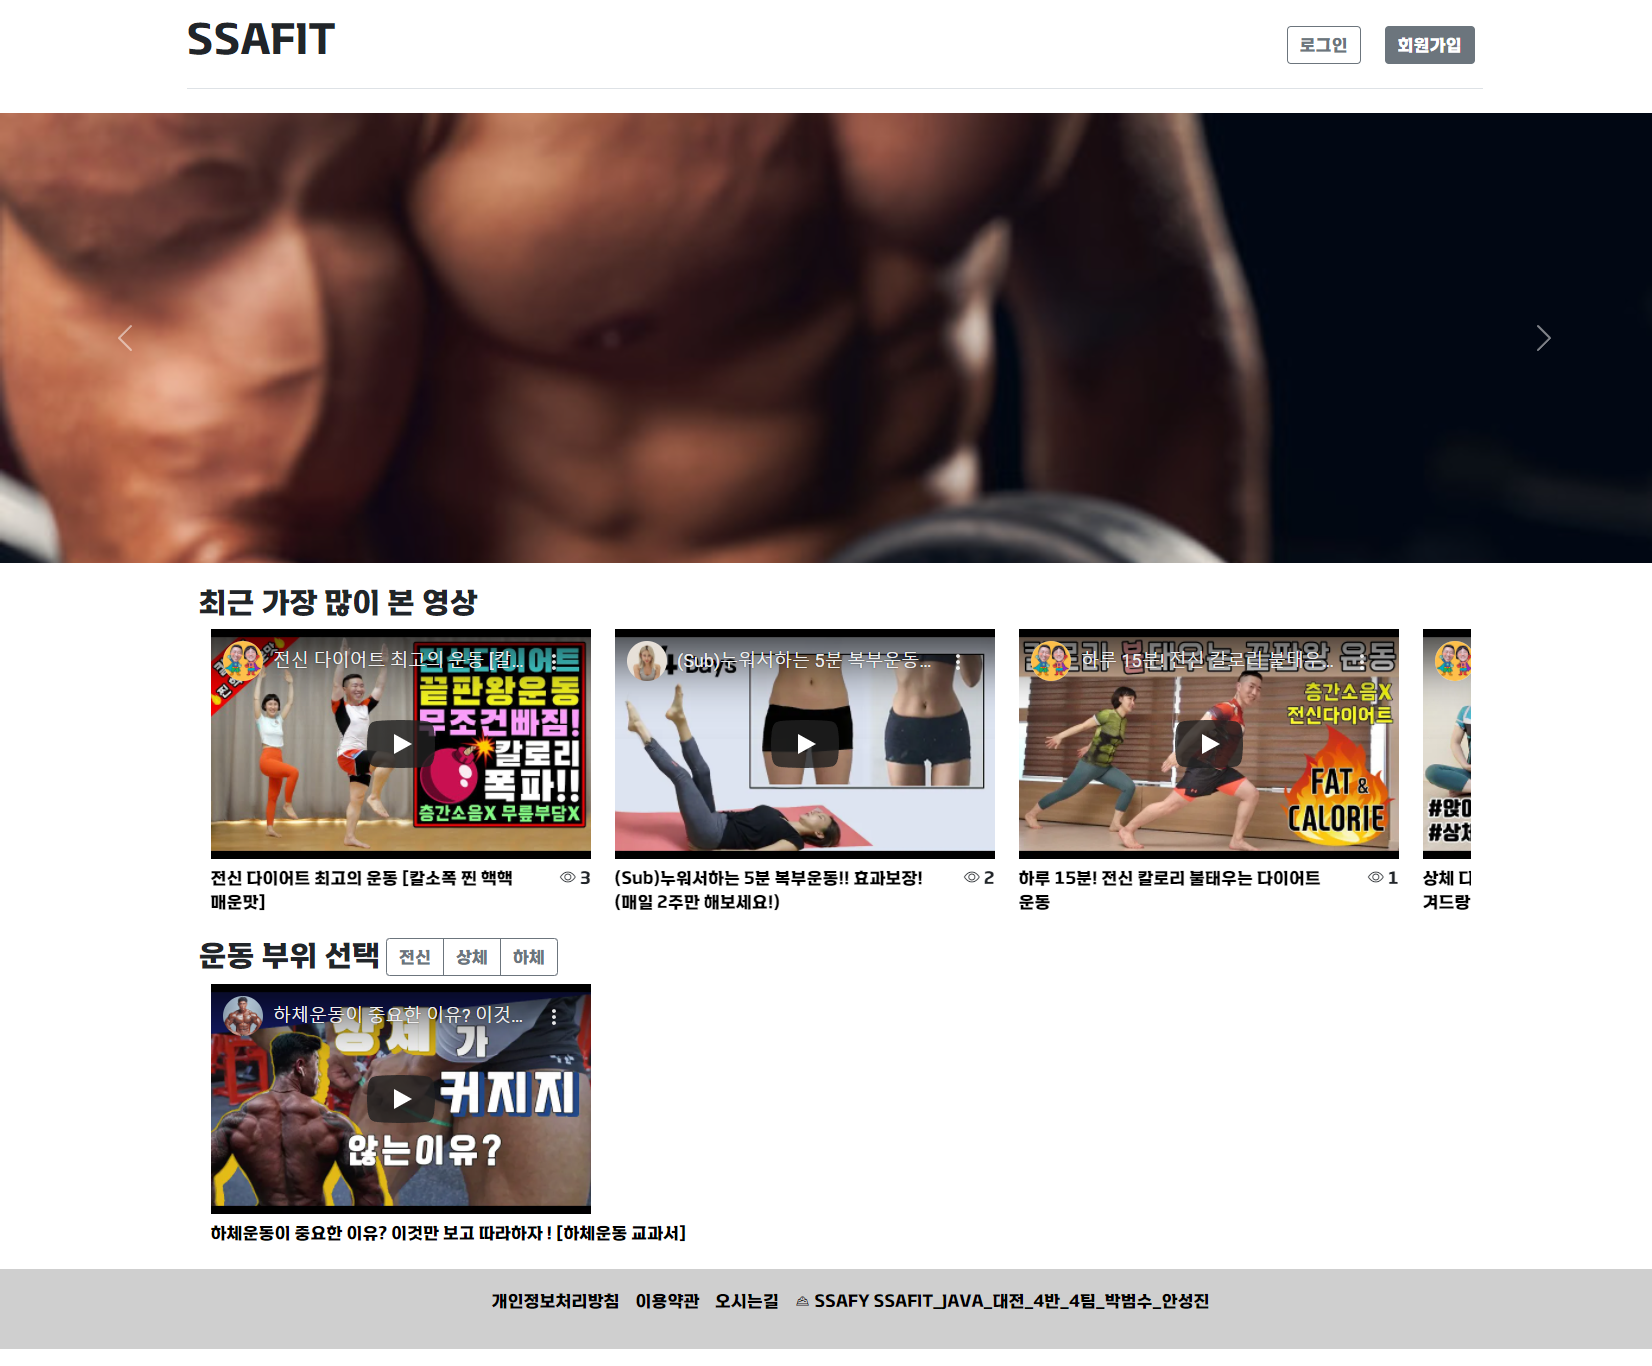 SSAFIT
로그인
회원가입
최근 가장 많이 본 영상
전신 다이어트 최고의 운동 [칼...
전신다이어트
끝판왕운동
무조건빠짐!
칼로리
폭파!!
층간소음X 무릎부담X
(Sub)누워서하는 5분 복부운동...
하루 15분! 전신 칼로리 불태우...
층간소음X
전신다이어트
FAT &
CALORIE
전신 다이어트 최고의 운동 [칼소폭 찐 핵핵 매운맛]
3
(Sub)누워서하는 5분 복부운동!! 효과보장! (매일 2주만 해보세요!)
2
하루 15분! 전신 칼로리 불태우는 다이어트 운동
1
상체 다
겨드랑
운동 부위 선택
전신
상체
하체
하체운동이 중요한 이유? 이것...
상체가
커지지
않는이유?
하체운동이 중요한 이유? 이것만 보고 따라하자 ! [하체운동 교과서]
개인정보처리방침 이용약관 오시는길 SSAFY SSAFIT_JAVA_대전_4반_4팀_박범수_안성진